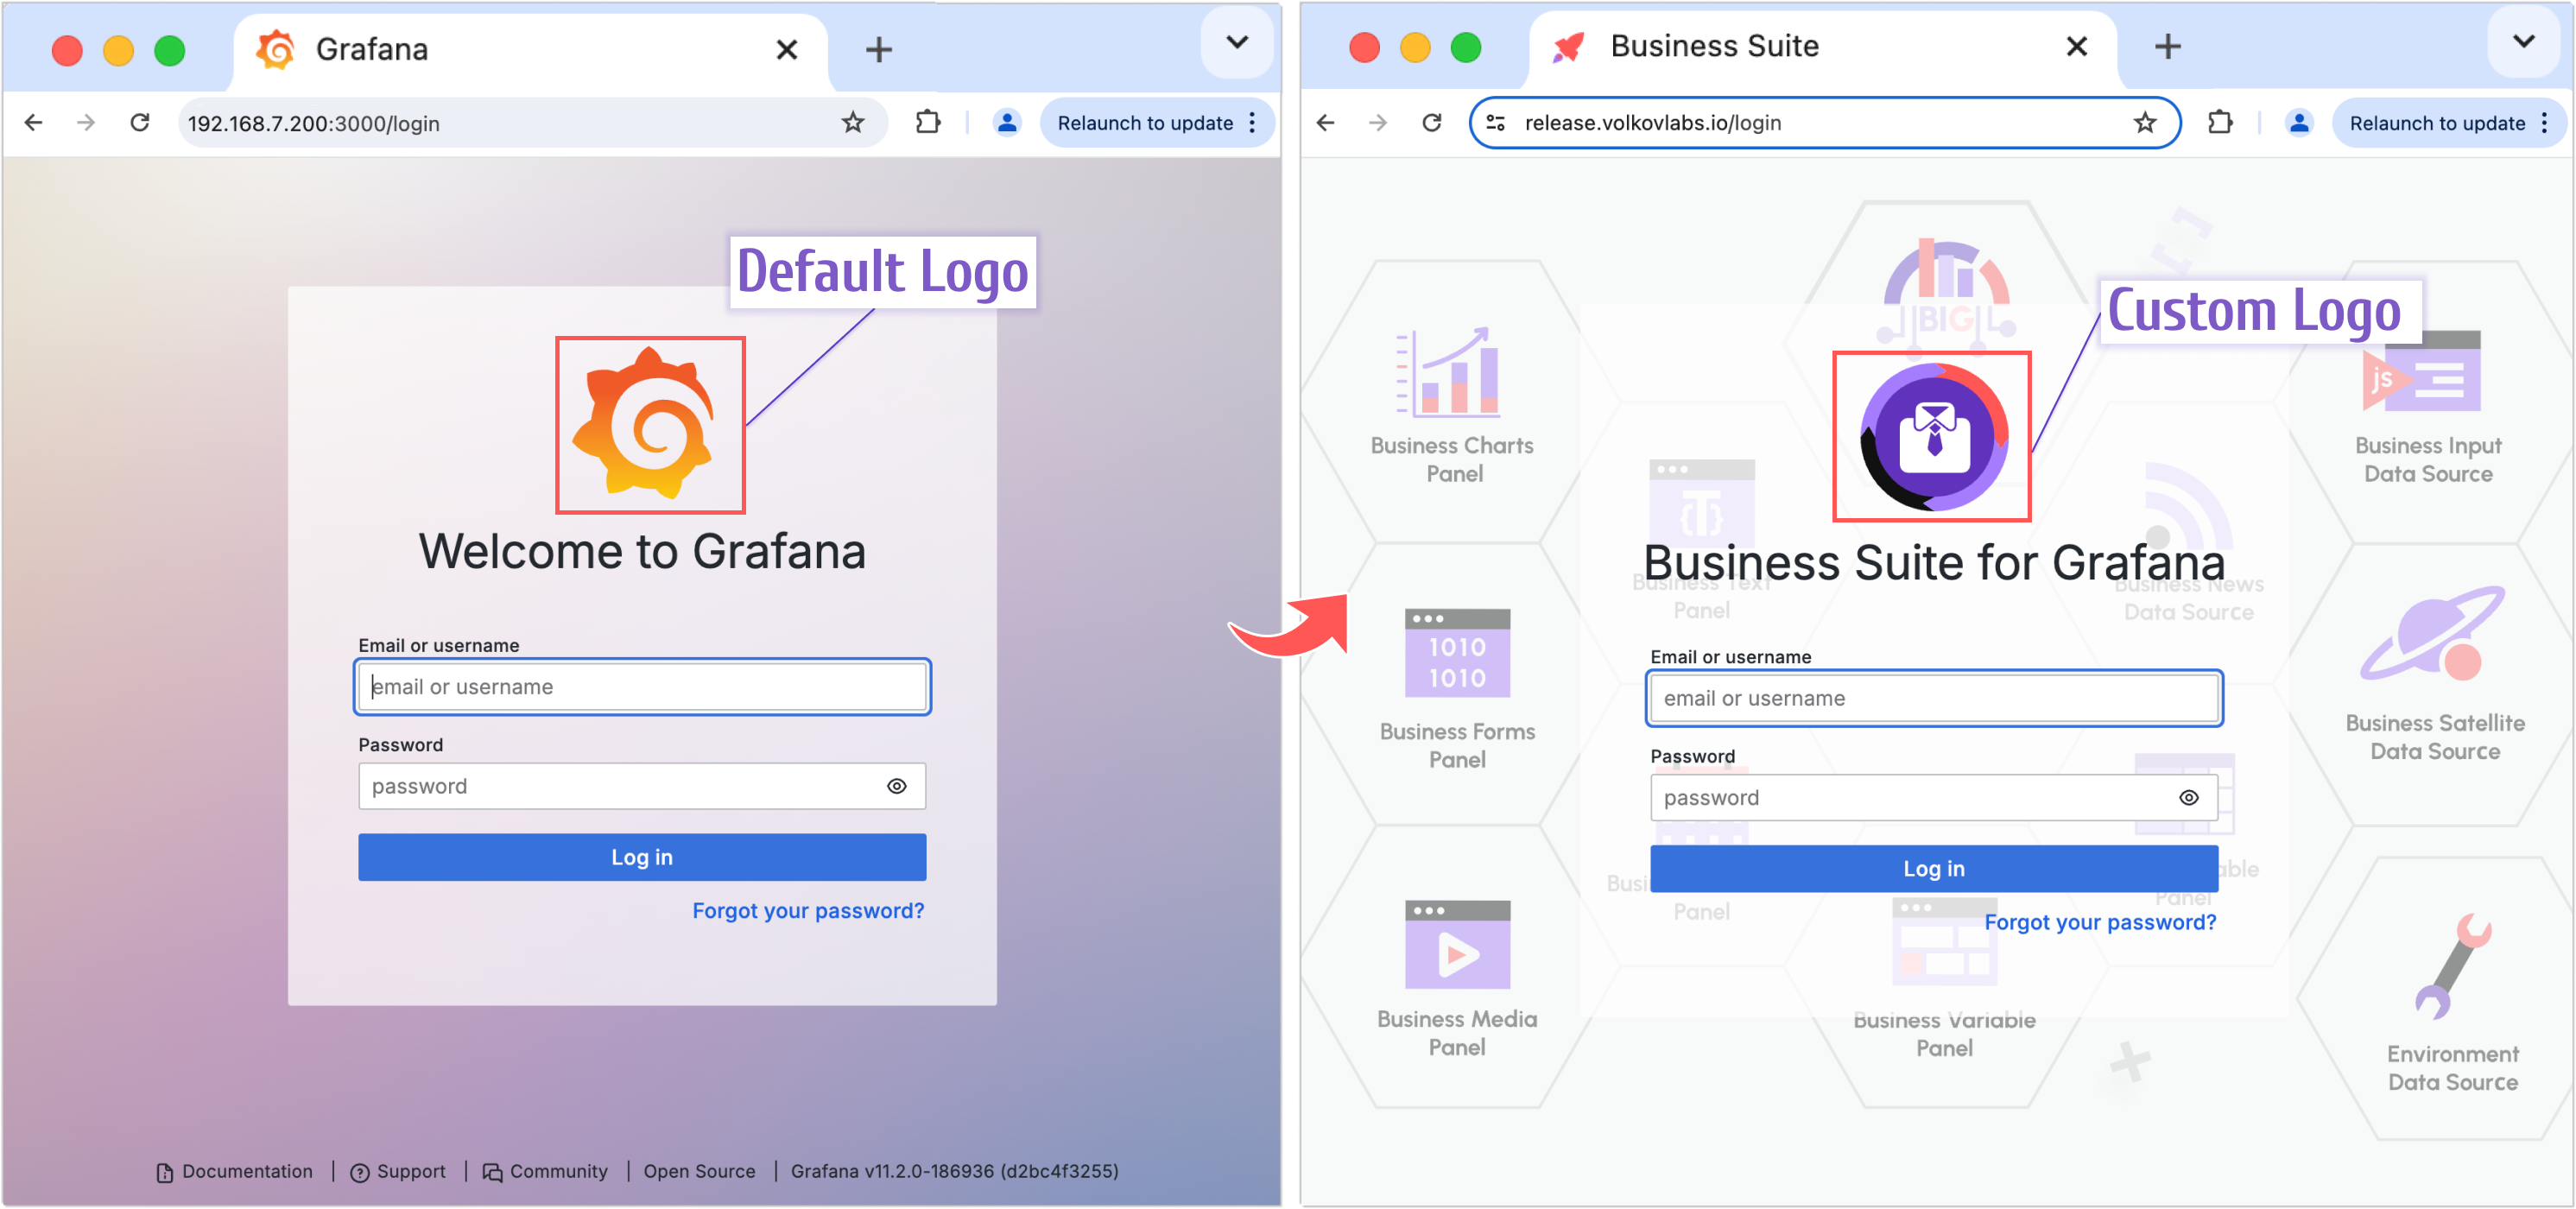 Grafana
192.168.7.200:3000/login
Relaunch to update
Default Logo
Welcome to Grafana
Email or username
email or username
Password
password
Log in
Forgot your password?
Documentation
Support
Community
Open Source
Grafana v11.2.0-186936 (d2bc4f3255)
Business Suite
release.volkovlabs.io/login
Relaunch to update
Custom Logo
BIG
Business Charts
Panel
js
Business Input
Data Source
{T}
Business Suite for Grafana
Business Text
Panel
Business News
Data Source
Email or username
email or username
1010
1010
Business Forms
Panel
Business Satellite
Data Source
Password
password
Log in
Busi
Panel
able
Panel
Forgot your password?
Business Media
Panel
Business Variable
Panel
Environment
Data Source